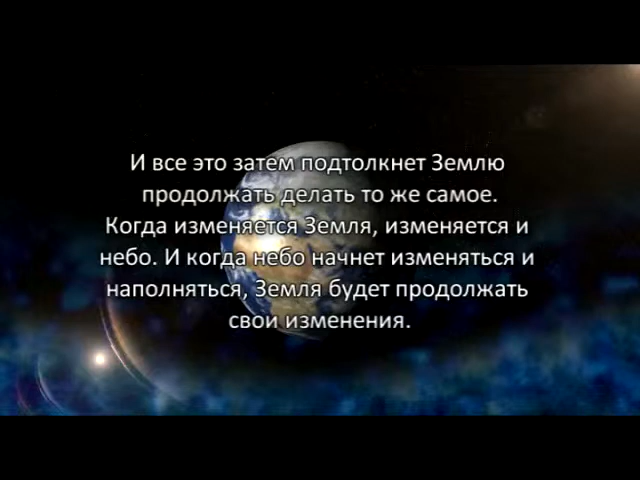 И все это затем подтолкнет Землю
продолжать делать то же самое.
Когда изменяется Земля, изменяется и
небо. И когда небо начнет изменяться и
наполняться, Земля будет продолжать
свои изменения.